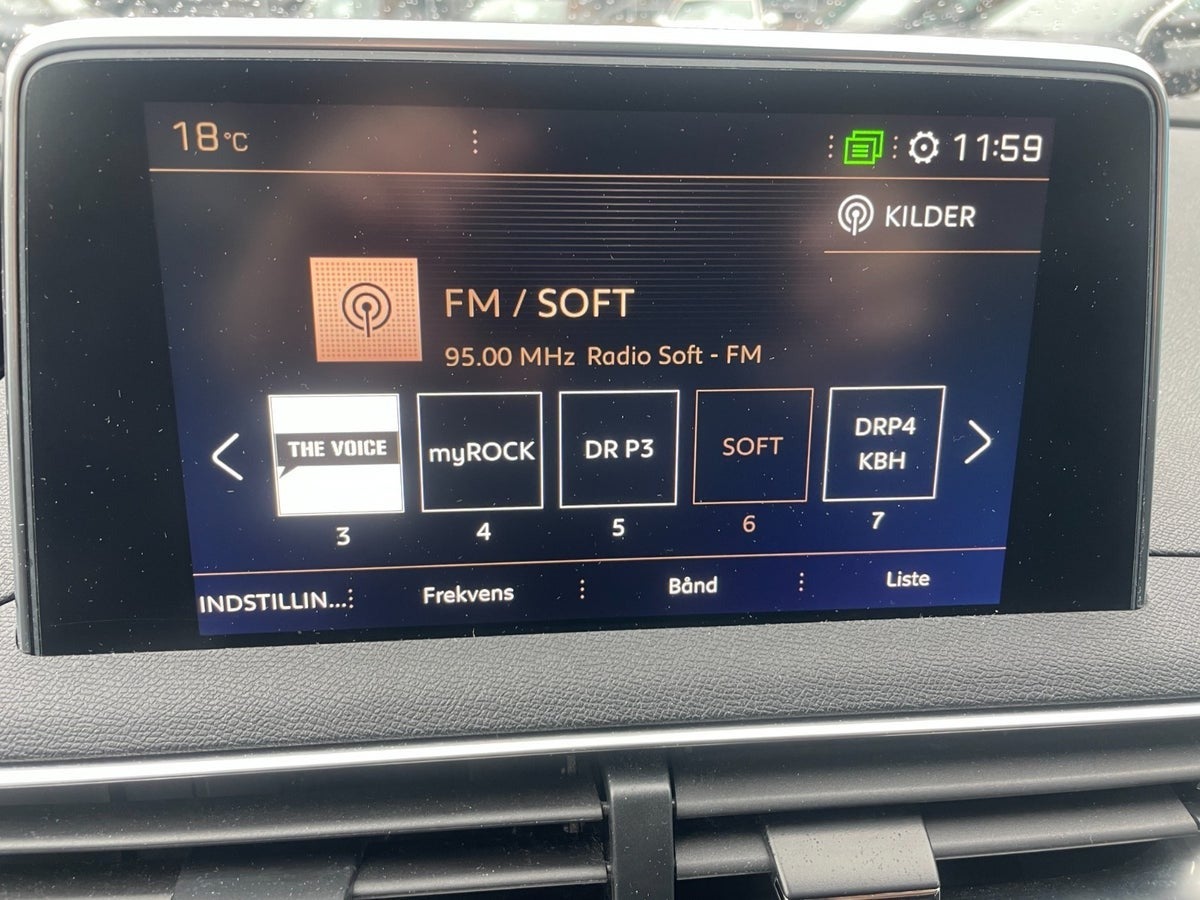 18°C
11:59
KILDER
FM / SOFT
95.00 MHz Radio Soft - FM
THE VOICE
myROCK
DR P3
SOFT
DRP4
KBH
3
4
5
6
7
INDSTILLIN...
Frekvens
Bånd
Liste